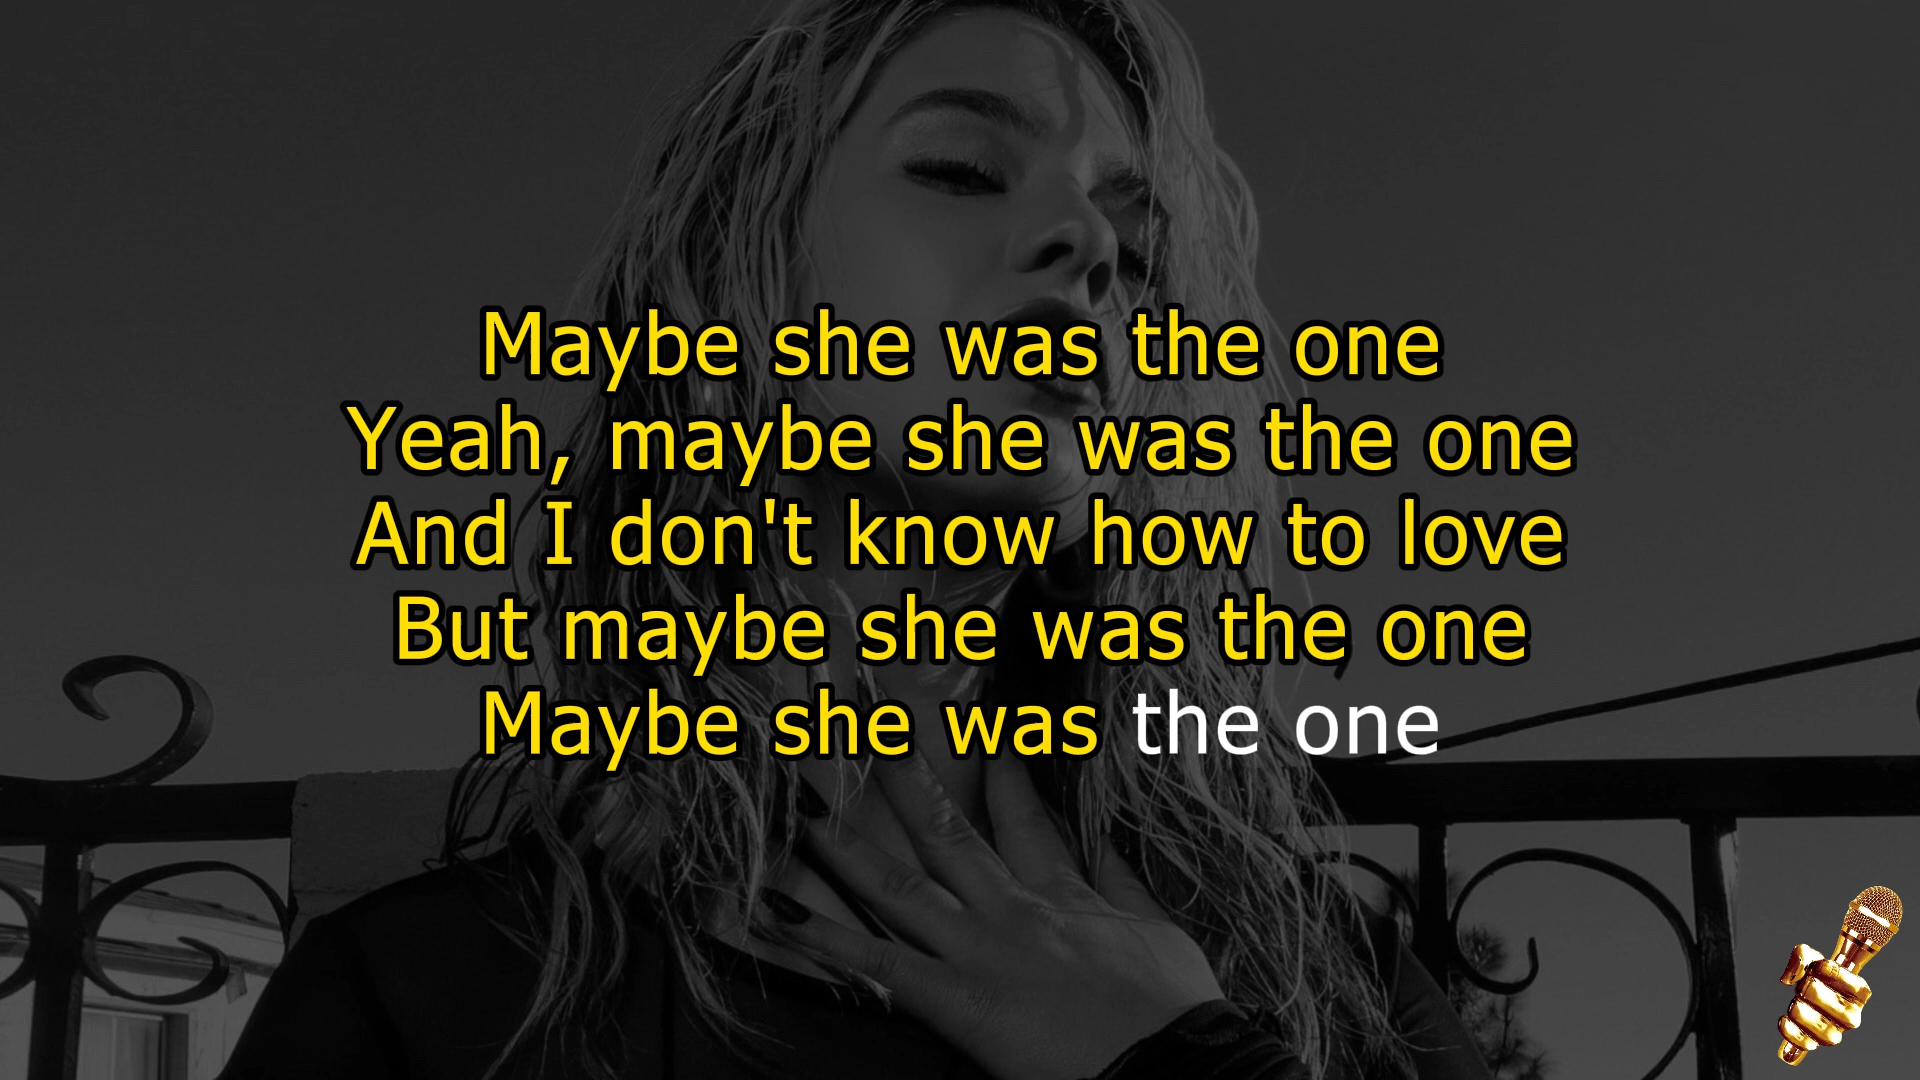 Maybe she was the one
Yeah, maybe she was the one
And I don't know how to love
But maybe she was the one
Maybe she was the one